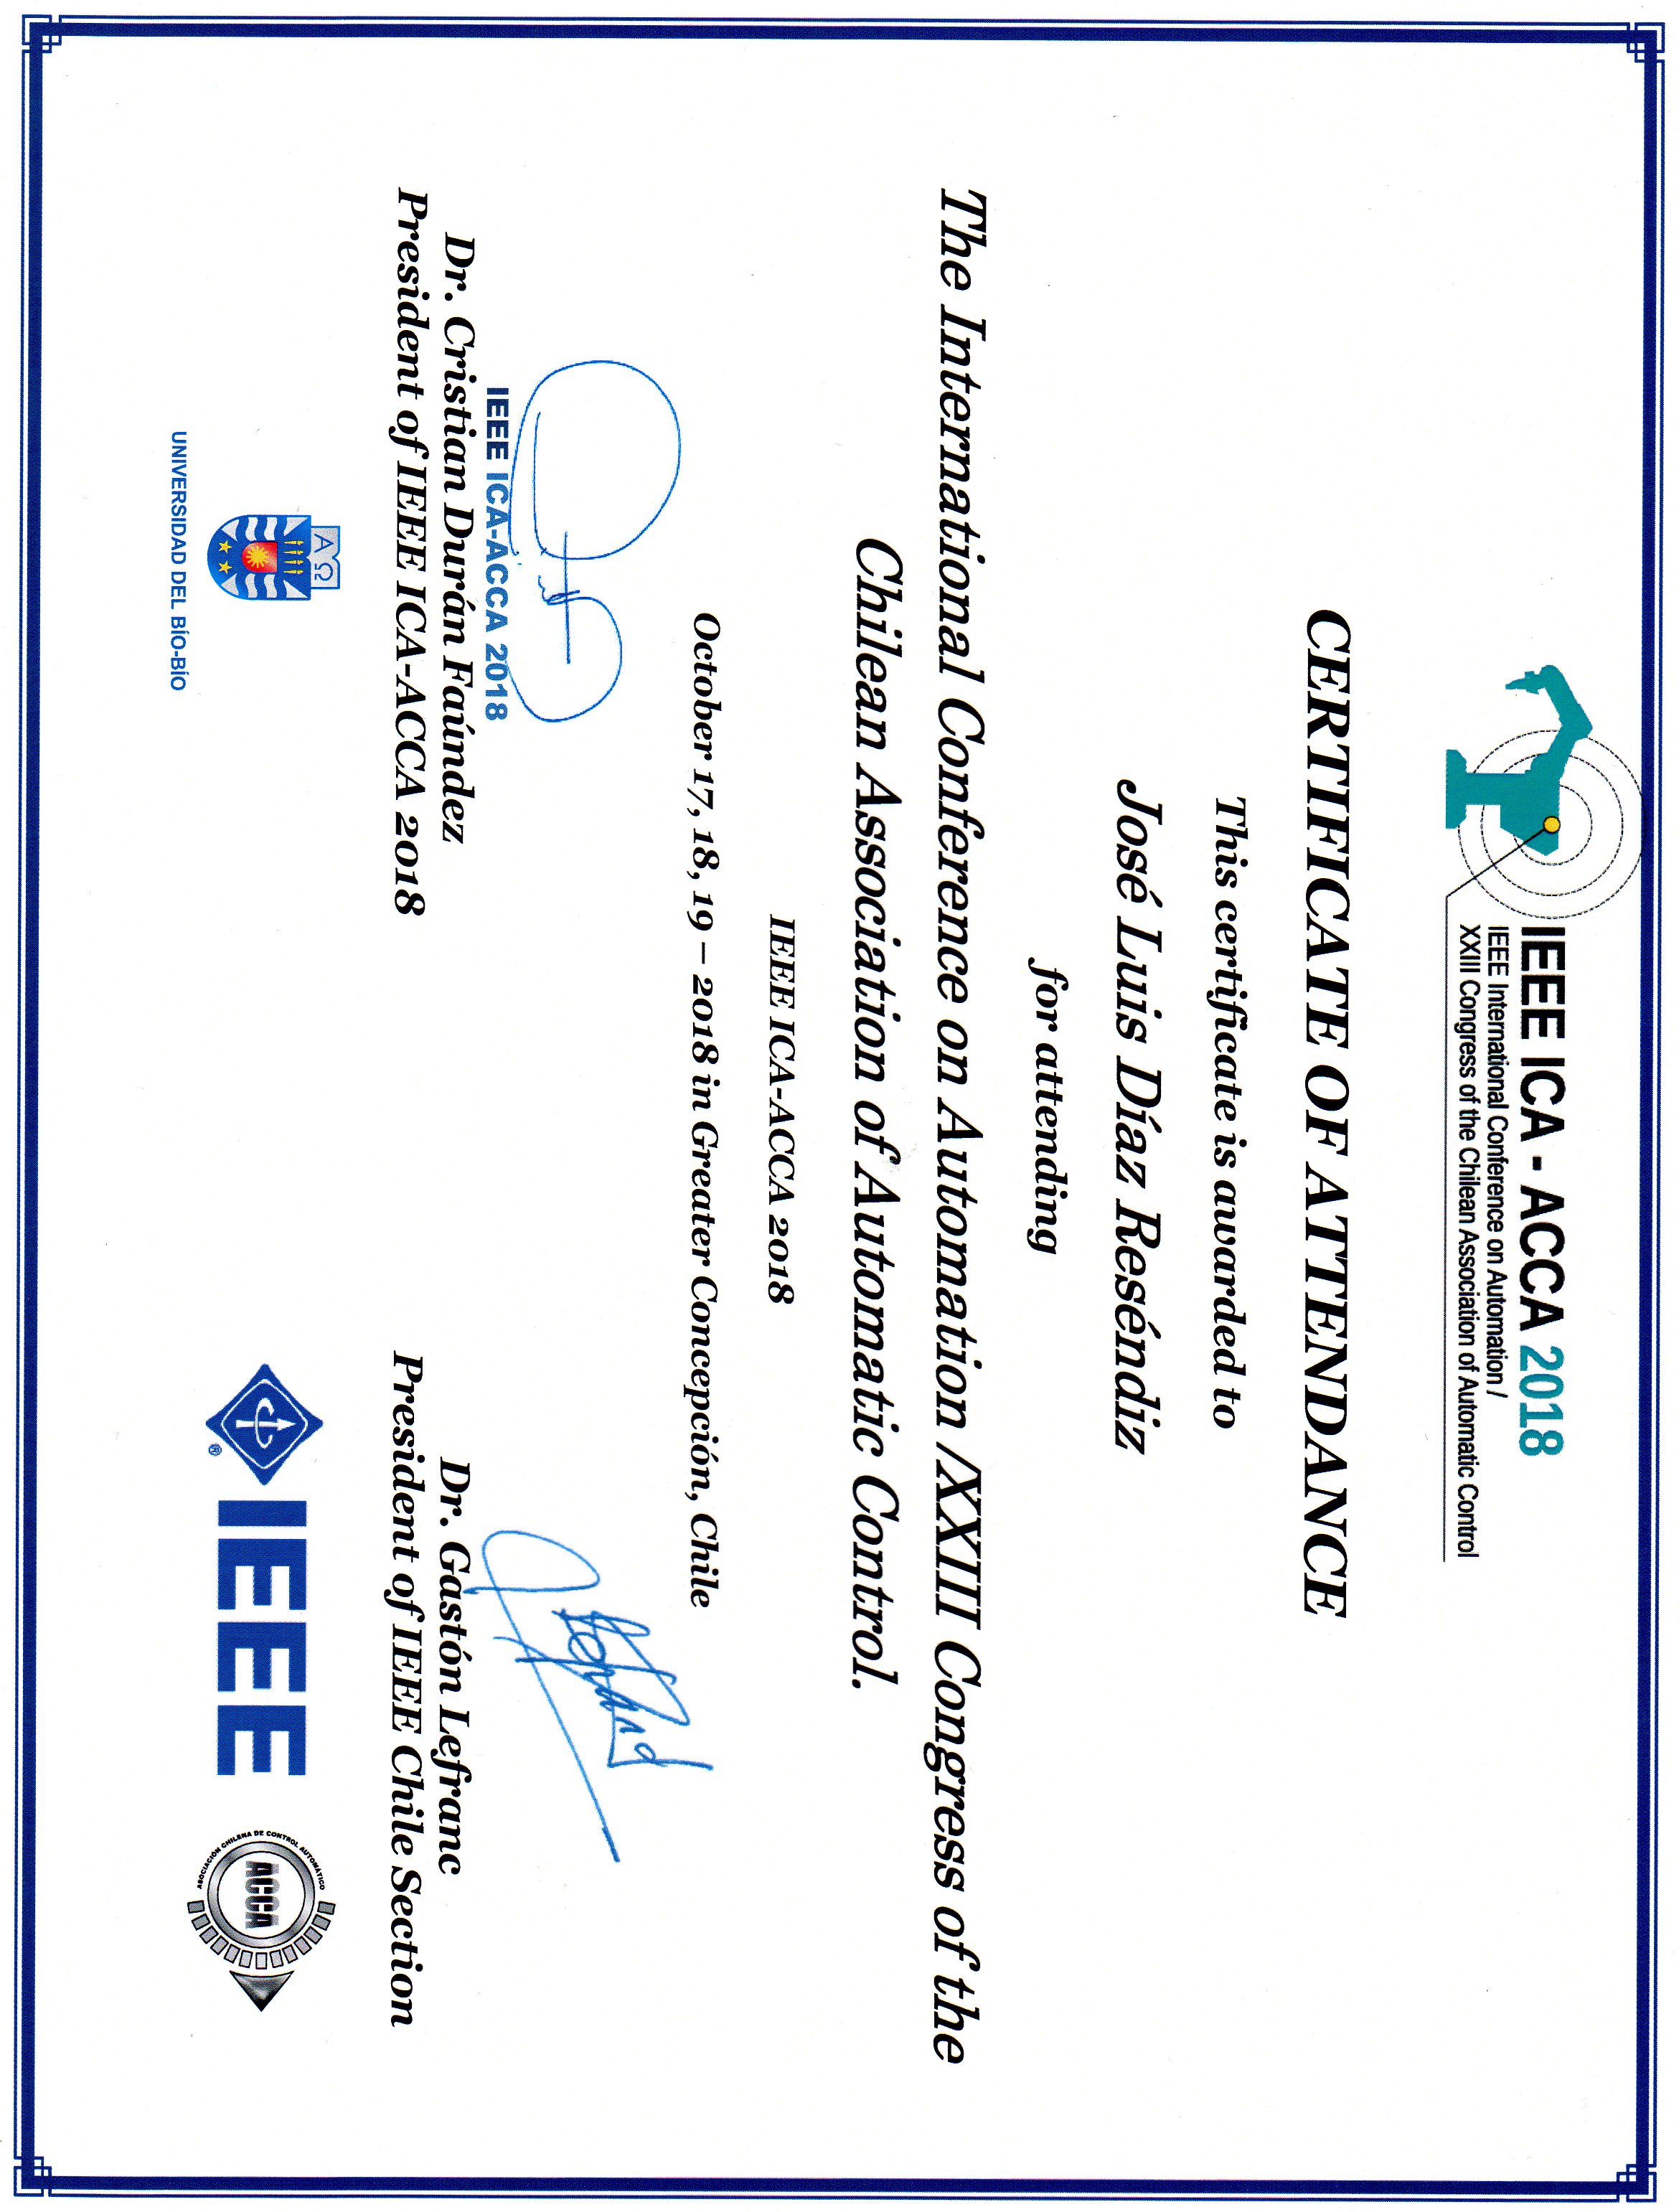 IEEE ICA - ACCA 2018
IEEE International Conference on Automation /
XXIII Congress of the Chilean Association of Automatic Control
CERTIFICATE OF ATTENDANCE
This certificate is awarded to
José Luis Díaz Reséndiz
for attending
The International Conference on Automation /XXIII Congress of the
Chilean Association of Automatic Control.
IEEE ICA-ACCA 2018
October 17, 18, 19 – 2018 in Greater Concepción, Chile
IEEE ICA-ACCA 2018
Dr. Cristian Durán Faúndez
President of IEEE ICA-ACCA 2018
Dr. Gastón Lefranc
President of IEEE Chile Section
ΑΩ
UNIVERSIDAD DEL BÍO-BÍO
IEEE
®
ASOCIACIÓN CHILENA DE CONTROL AUTOMÁTICO
ACCA